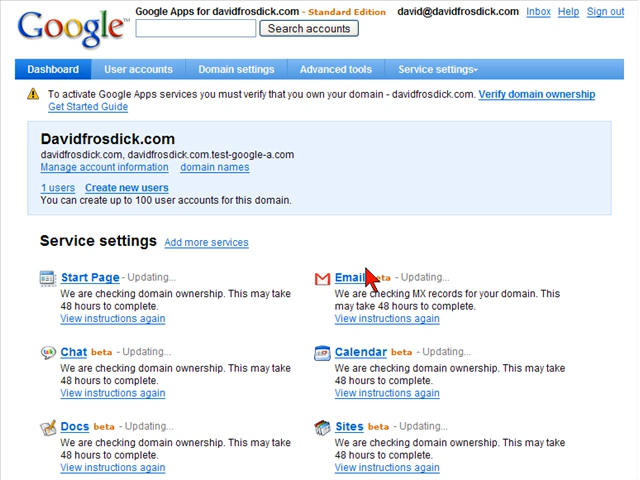 Google™
Google Apps for davidfrosdick.com - Standard Edition
david@davidfrosdick.com Inbox Help Sign out
Search accounts
Dashboard User accounts Domain settings Advanced tools Service settings
To activate Google Apps services you must verify that you own your domain - davidfrosdick.com. Verify domain ownership
Get Started Guide
Davidfrosdick.com
davidfrosdick.com, davidfrosdick.com.test-google-a.com
Manage account information domain names
1 users Create new users
You can create up to 100 user accounts for this domain.
Service settings Add more services
Start Page - Updating...
We are checking domain ownership. This may take
48 hours to complete.
View instructions again
Email eta - Updating...
We are checking MX records for your domain. This
may take 48 hours to complete.
View instructions again
Chat beta - Updating...
We are checking domain ownership. This may take
48 hours to complete.
View instructions again
Calendar beta - Updating...
We are checking domain ownership. This may take
48 hours to complete.
View instructions again
Docs beta - Updating...
We are checking domain ownership. This may take
48 hours to complete.
View instructions again
Sites beta - Updating...
We are checking domain ownership. This may take
48 hours to complete.
View instructions again